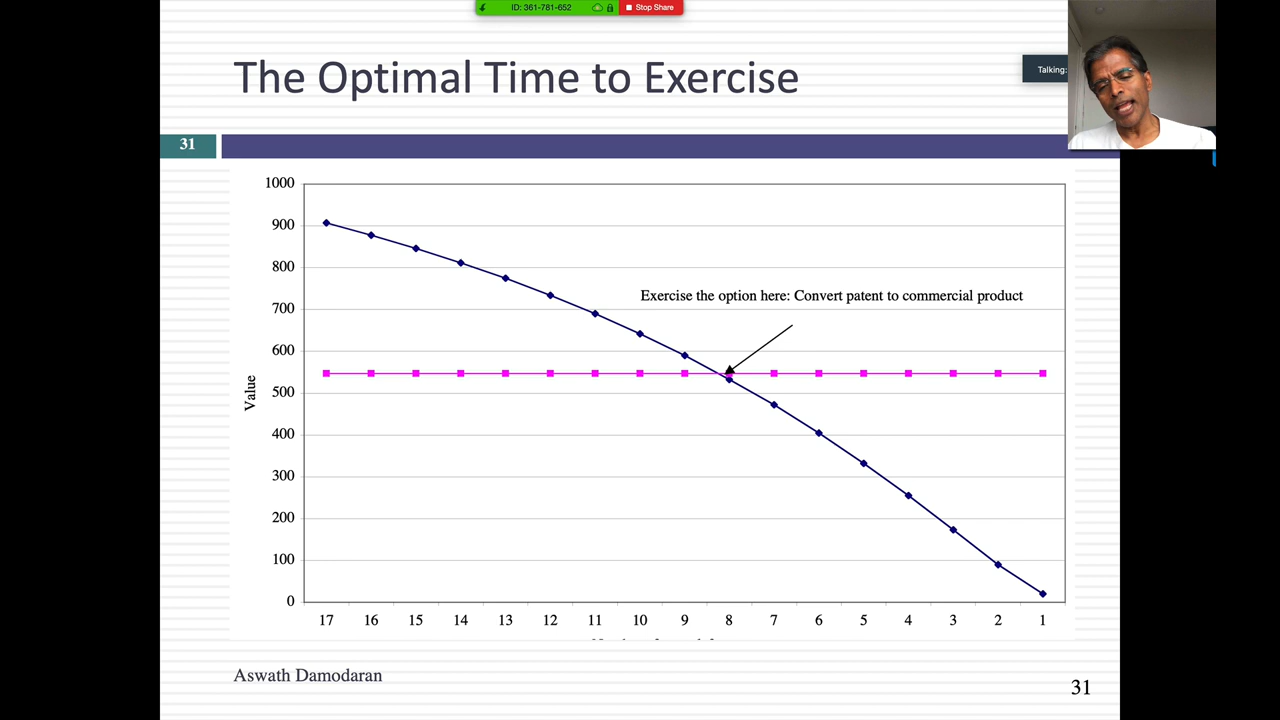 ID: 361-781-652 Stop Share
The Optimal Time to Exercise
Talking:
31
1000
900
800
Exercise the option here: Convert patent to commercial product
700
600
500
Value
400
300
200
100
0
17 16 15 14 13 12 11 10 9 8 7 6 5 4 3 2 1
Aswath Damodaran
31